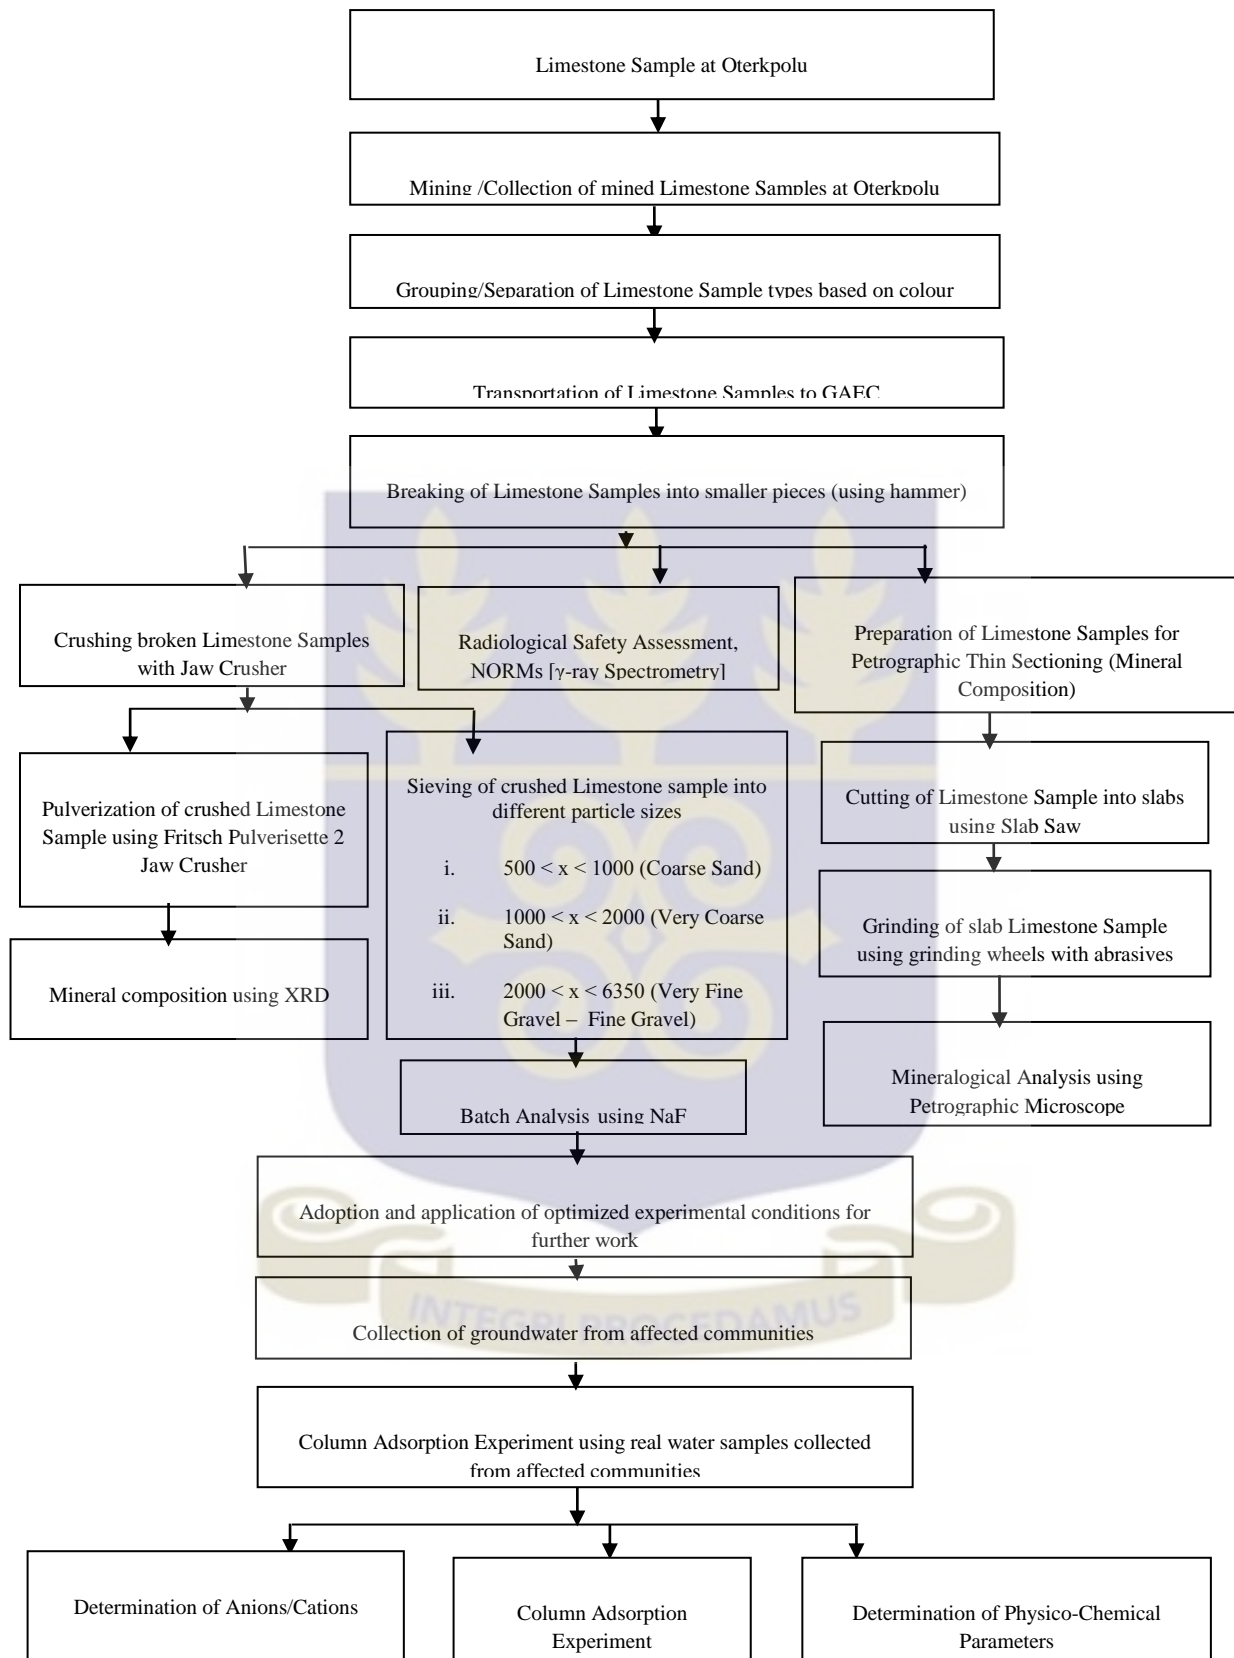 Limestone Sample at Oterkpolu
Mining /Collection of mined Limestone Samples at Oterkpolu
Grouping/Separation of Limestone Sample types based on colour
Transportation of Limestone Samples to GAEC
Breaking of Limestone Samples into smaller pieces (using hammer)
Crushing broken Limestone Samples
with Jaw Crusher
Radiological Safety Assessment,
NORMs [γ-ray Spectrometry]
Preparation of Limestone Samples for
Petrographic Thin Sectioning (Mineral
Composition)
Pulverization of crushed Limestone
Sample using Fritsch Pulverisette 2
Jaw Crusher
Sieving of crushed Limestone sample into
different particle sizes
i. 500 < x < 1000 (Coarse Sand)
ii. 1000 < x < 2000 (Very Coarse
Sand)
iii. 2000 < x < 6350 (Very Fine
Gravel – Fine Gravel)
Cutting of Limestone Sample into slabs
using Slab Saw
Grinding of slab Limestone Sample
using grinding wheels with abrasives
Mineral composition using XRD
Mineralogical Analysis using
Petrographic Microscope
Batch Analysis using NaF
Adoption and application of optimized experimental conditions for
further work
INTEGRI PROCEDAMUS
Collection of groundwater from affected communities
Column Adsorption Experiment using real water samples collected
from affected communities
Determination of Anions/Cations
Column Adsorption
Experiment
Determination of Physico-Chemical
Parameters